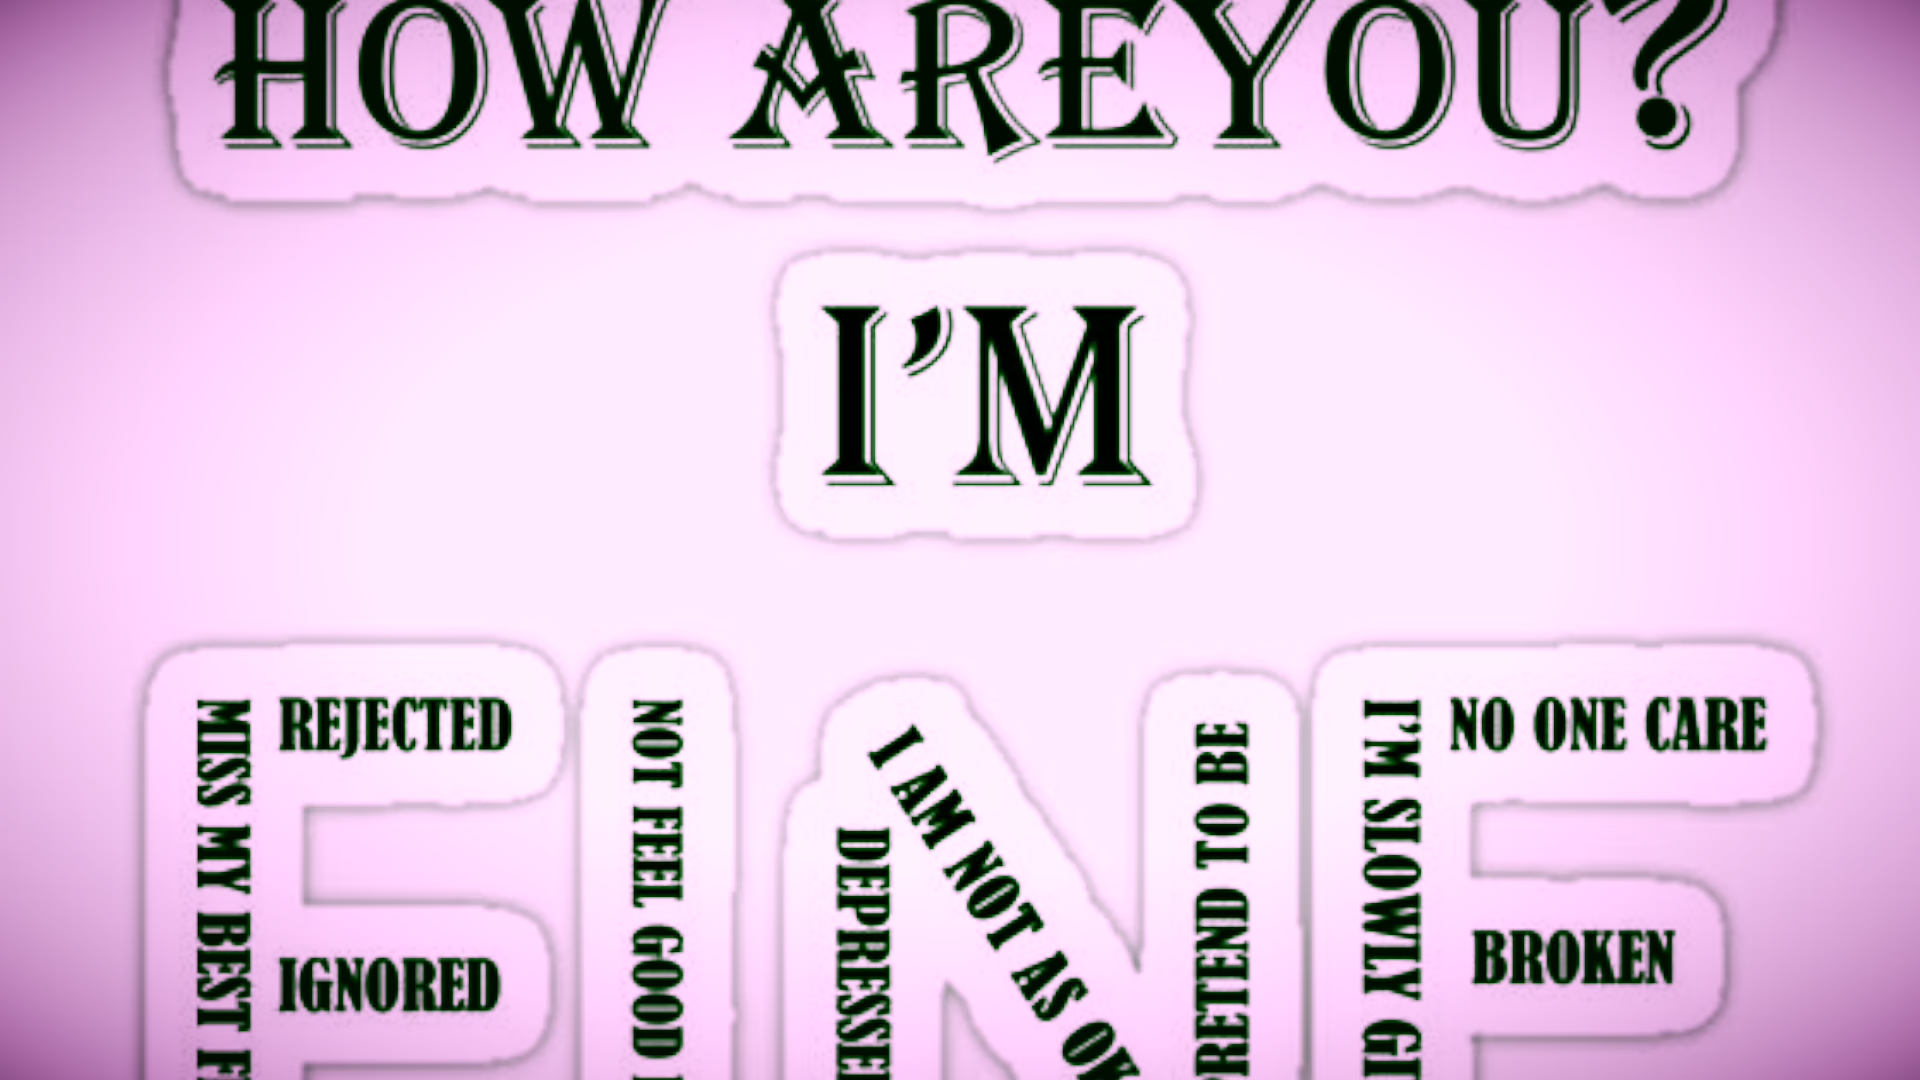 HOW AREYOU?
I'M
REJECTED
MISS MY BEST
IGNORED
NOT FEEL GOOD
I AM NOT AS
DEPRESSE
PRETEND TO BE
I'M SLOWLY
NO ONE CARE
BROKEN